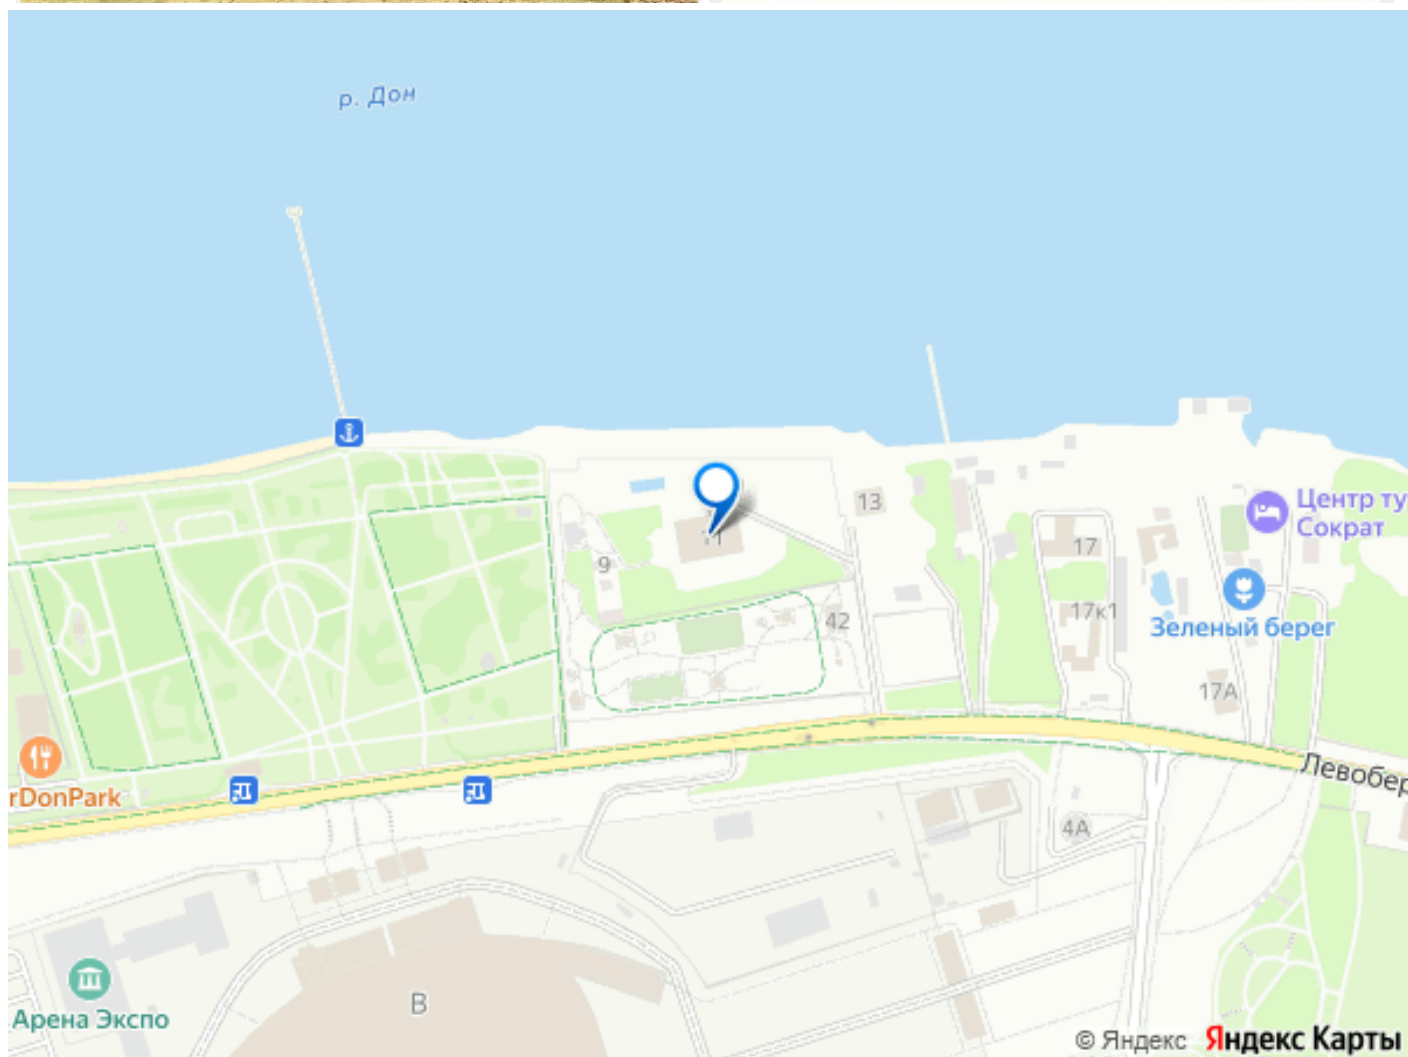 р. Дон
13
Центр ту
Сократ
11
17
9
17к1
42
Зеленый берег
17А
rDonPark
Левобер
4А
В
Арена Экспо
© Яндекс Яндекс Карты